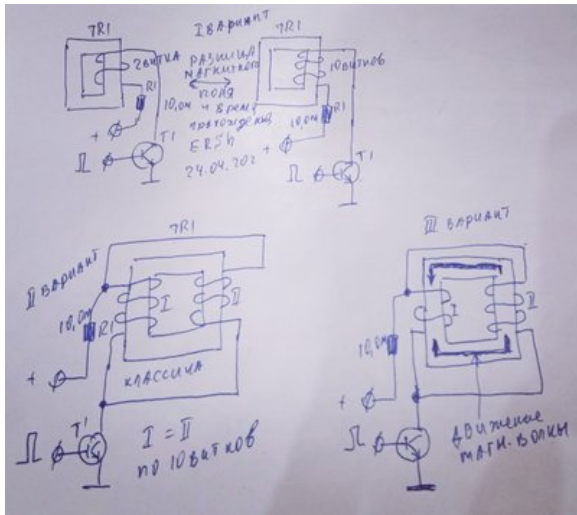 I ВАРИАНТ
TR1
2 ВИТКА
R1
10,0м
+
T1
РАЗНИЦА
МАГНИТНОГО
ПОЛЯ
и ВРЕМ.
прохождения
ERSh
24.04.202
TR1
10 витков
R1
10,0м
+
T1
II ВАРИАНТ
TR1
I
II
10,0м
R1
+
КЛАССИКА
T1
I = II
по 10 витков
III ВАРИАНТ
I
II
10,0м
+
движение
магн. волны